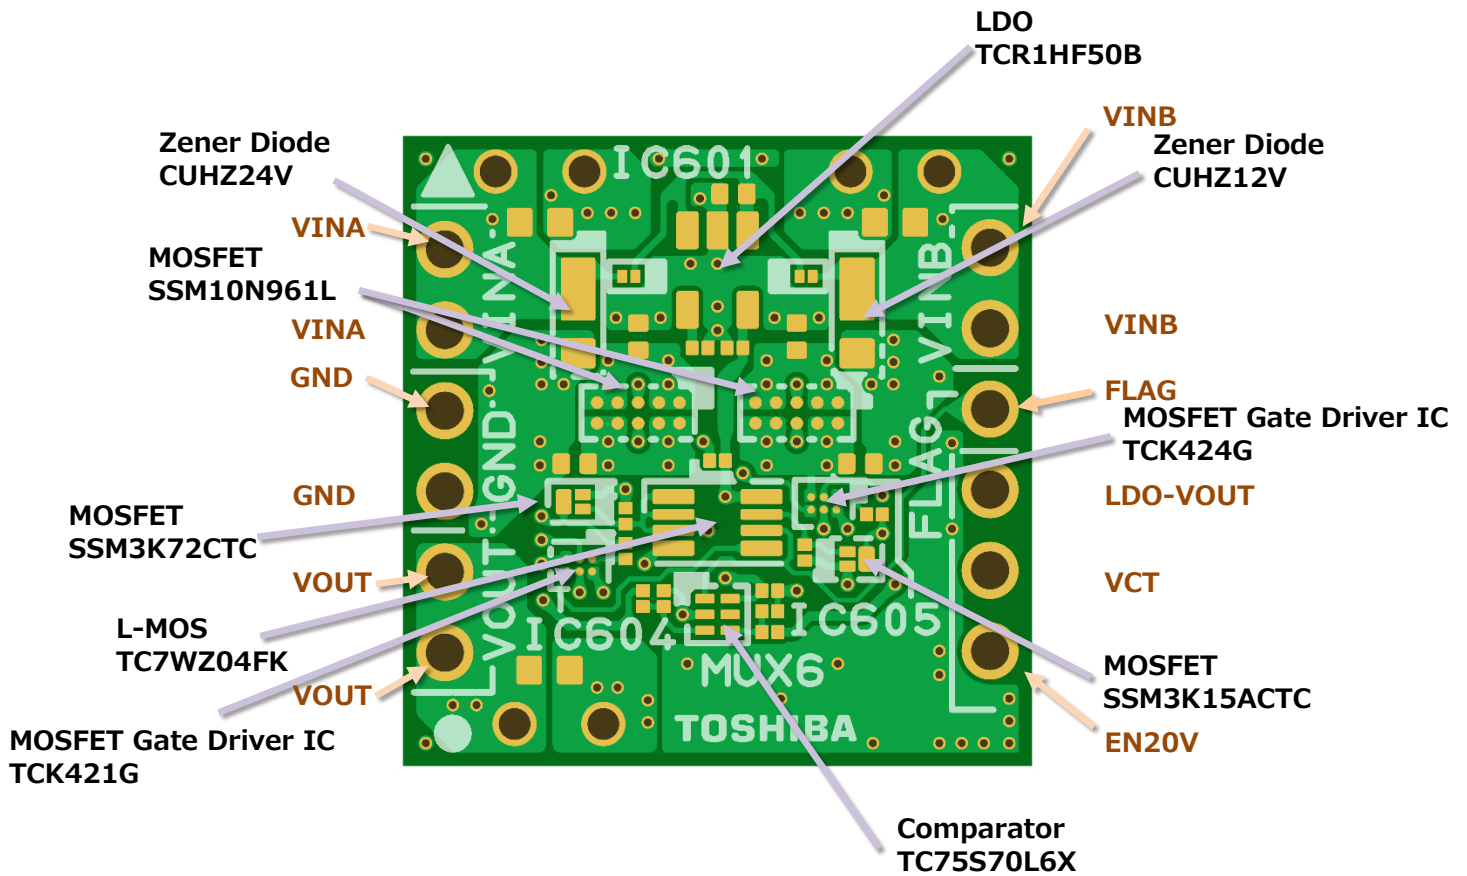 LDO
TCR1HF50B
VINB
Zener Diode
CUHZ24V
Zener Diode
CUHZ12V
IC601
VINA
MOSFET
SSM10N961L
VINA
VINB
GND
FLAG
MOSFET Gate Driver IC
TCK424G
GND
LDO-VOUT
MOSFET
SSM3K72CTC
VOUT
VCT
L-MOS
TC7WZ04FK
VOUT
MOSFET
SSM3K15ACTC
MOSFET Gate Driver IC
TCK421G
EN20V
VINA
GND
VOUT
VINB
FLAG
IC604
IC605
MUX6
TOSHIBA
Comparator
TC75S70L6X